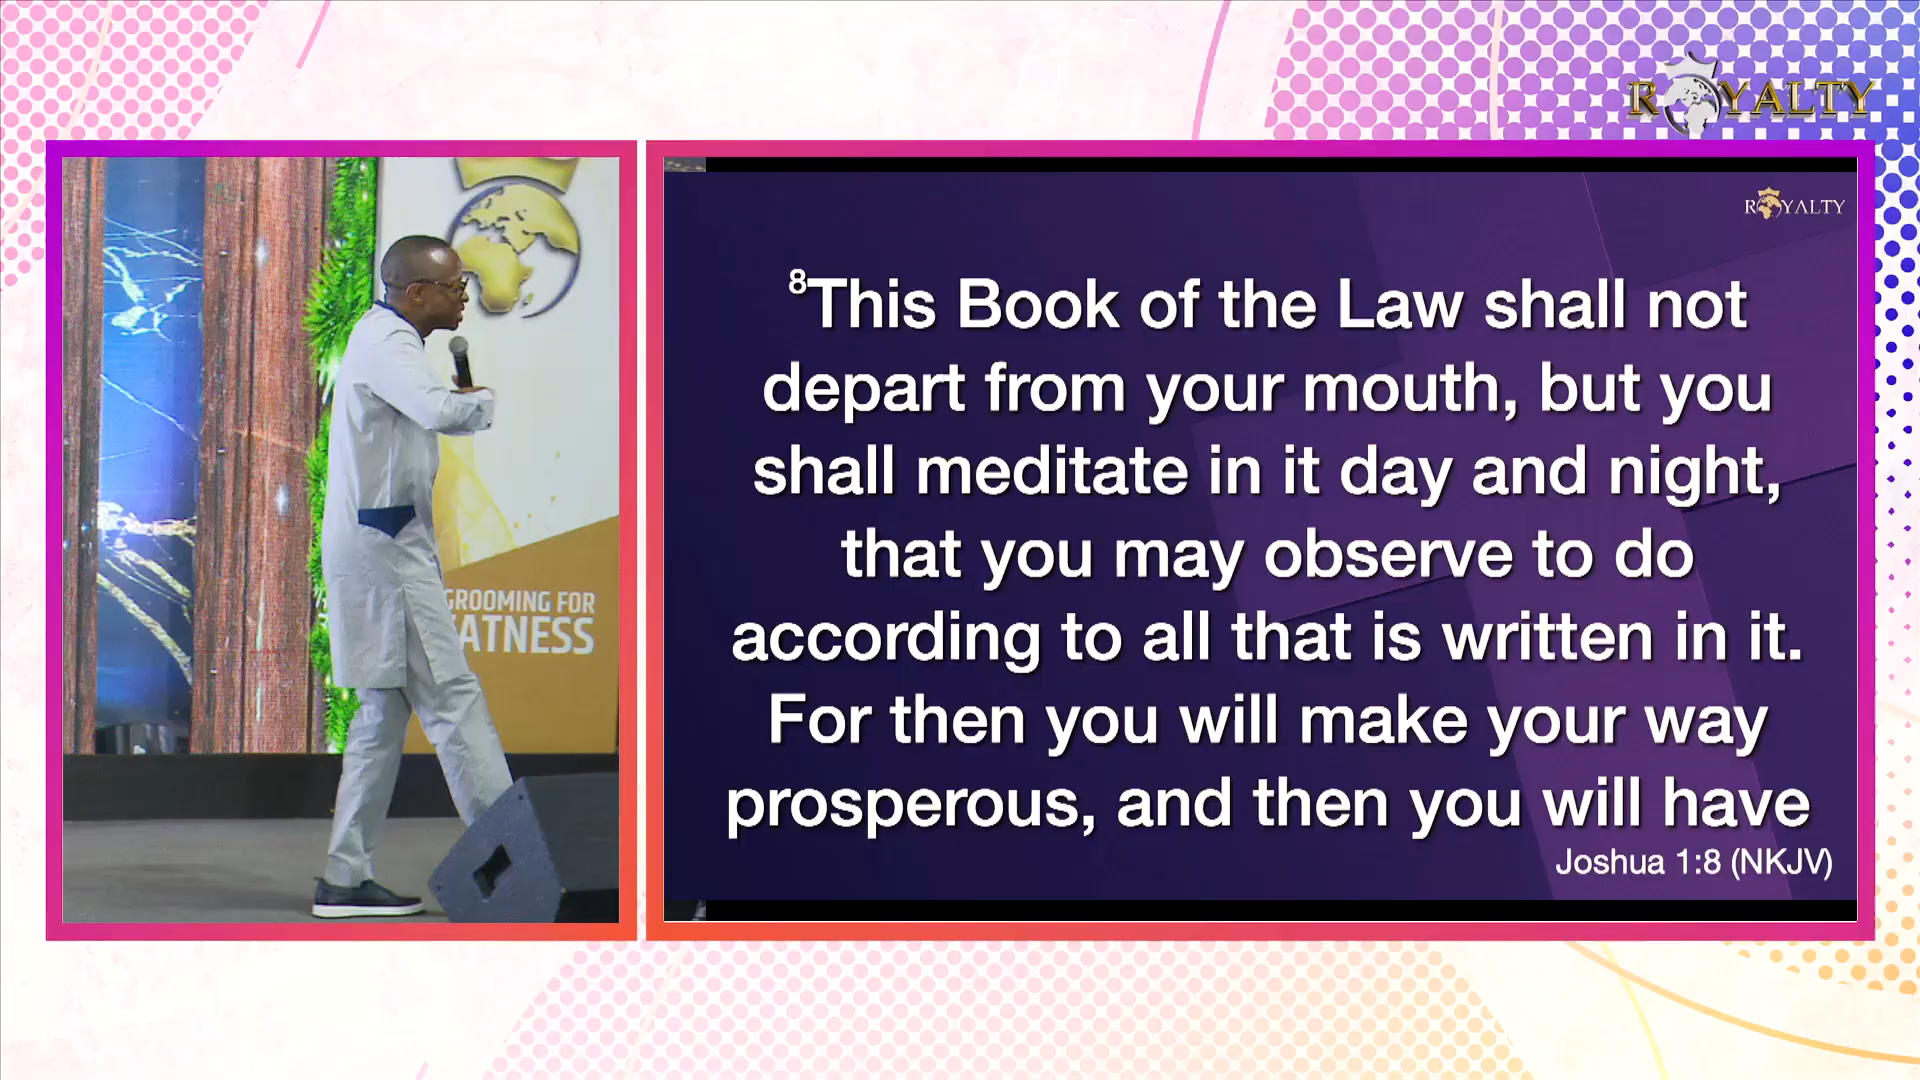 ROYALTY
GROOMING FOR
ROYALTY
8This Book of the Law shall not
depart from your mouth, but you
shall meditate in it day and night,
that you may observe to do
according to all that is written in it.
For then you will make your way
prosperous, and then you will have
Joshua 1:8 (NKJV)